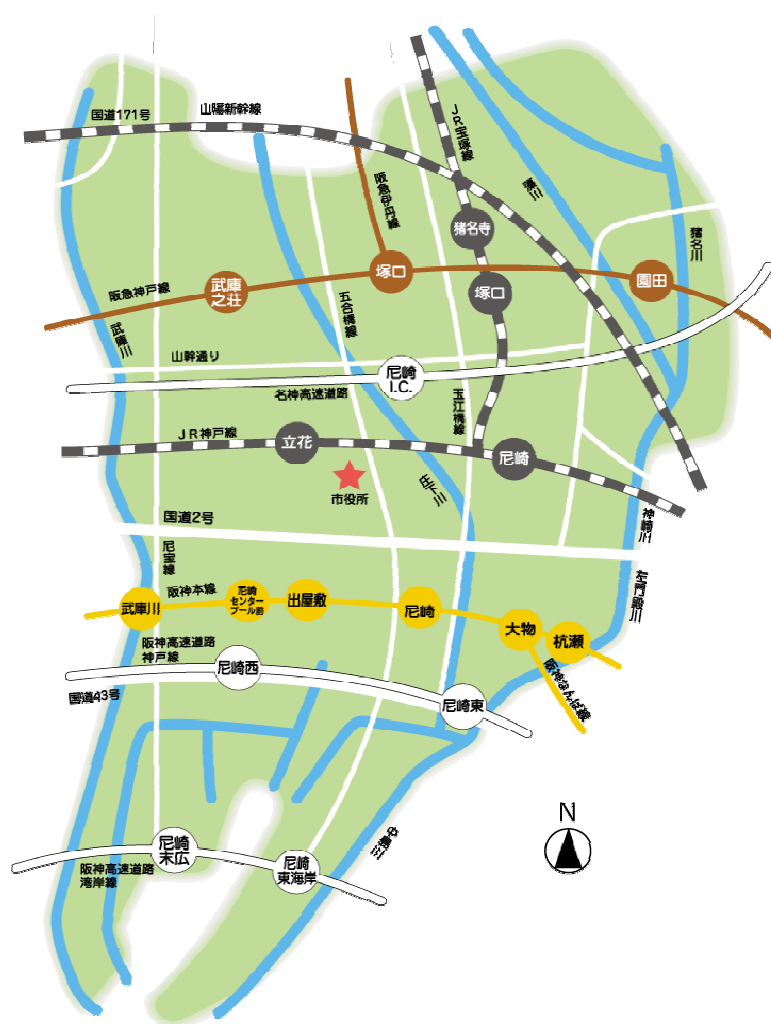 国道171号
山陽新幹線
JR宝塚線
藻川
猪名川
阪急伊丹線
猪名寺
塚口
園田
武庫
之荘
塚口
阪急神戸線
武庫川
五合橋線
山幹通り
尼崎
I.C.
名神高速道路
玉江橋線
JR神戸線
立花
尼崎
市役所
庄下川
国道2号
神崎川
尼宝線
左門殿川
阪神本線
武庫川
尼崎
センター
プール前
出屋敷
尼崎
大物
杭瀬
阪神高速道路
神戸線
尼崎西
阪神なんば線
国道43号
尼崎東
N
中島川
尼崎
末広
尼崎
東海岸
阪神高速道路
湾岸線